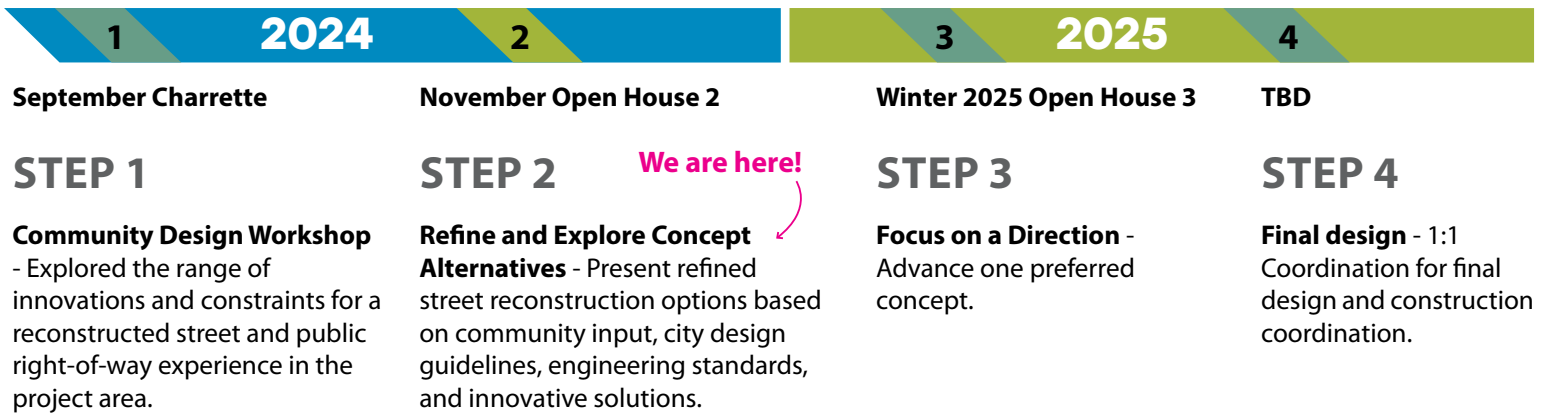 1 2024 2 3 2025 4
September Charrette
STEP 1
Community Design Workshop
- Explored the range of
innovations and constraints for a
reconstructed street and public
right-of-way experience in the
project area.
November Open House 2
STEP 2
We are here!
Refine and Explore Concept
Alternatives - Present refined
street reconstruction options based
on community input, city design
guidelines, engineering standards,
and innovative solutions.
Winter 2025 Open House 3
STEP 3
Focus on a Direction -
Advance one preferred
concept.
TBD
STEP 4
Final design - 1:1
Coordination for final
design and construction
coordination.